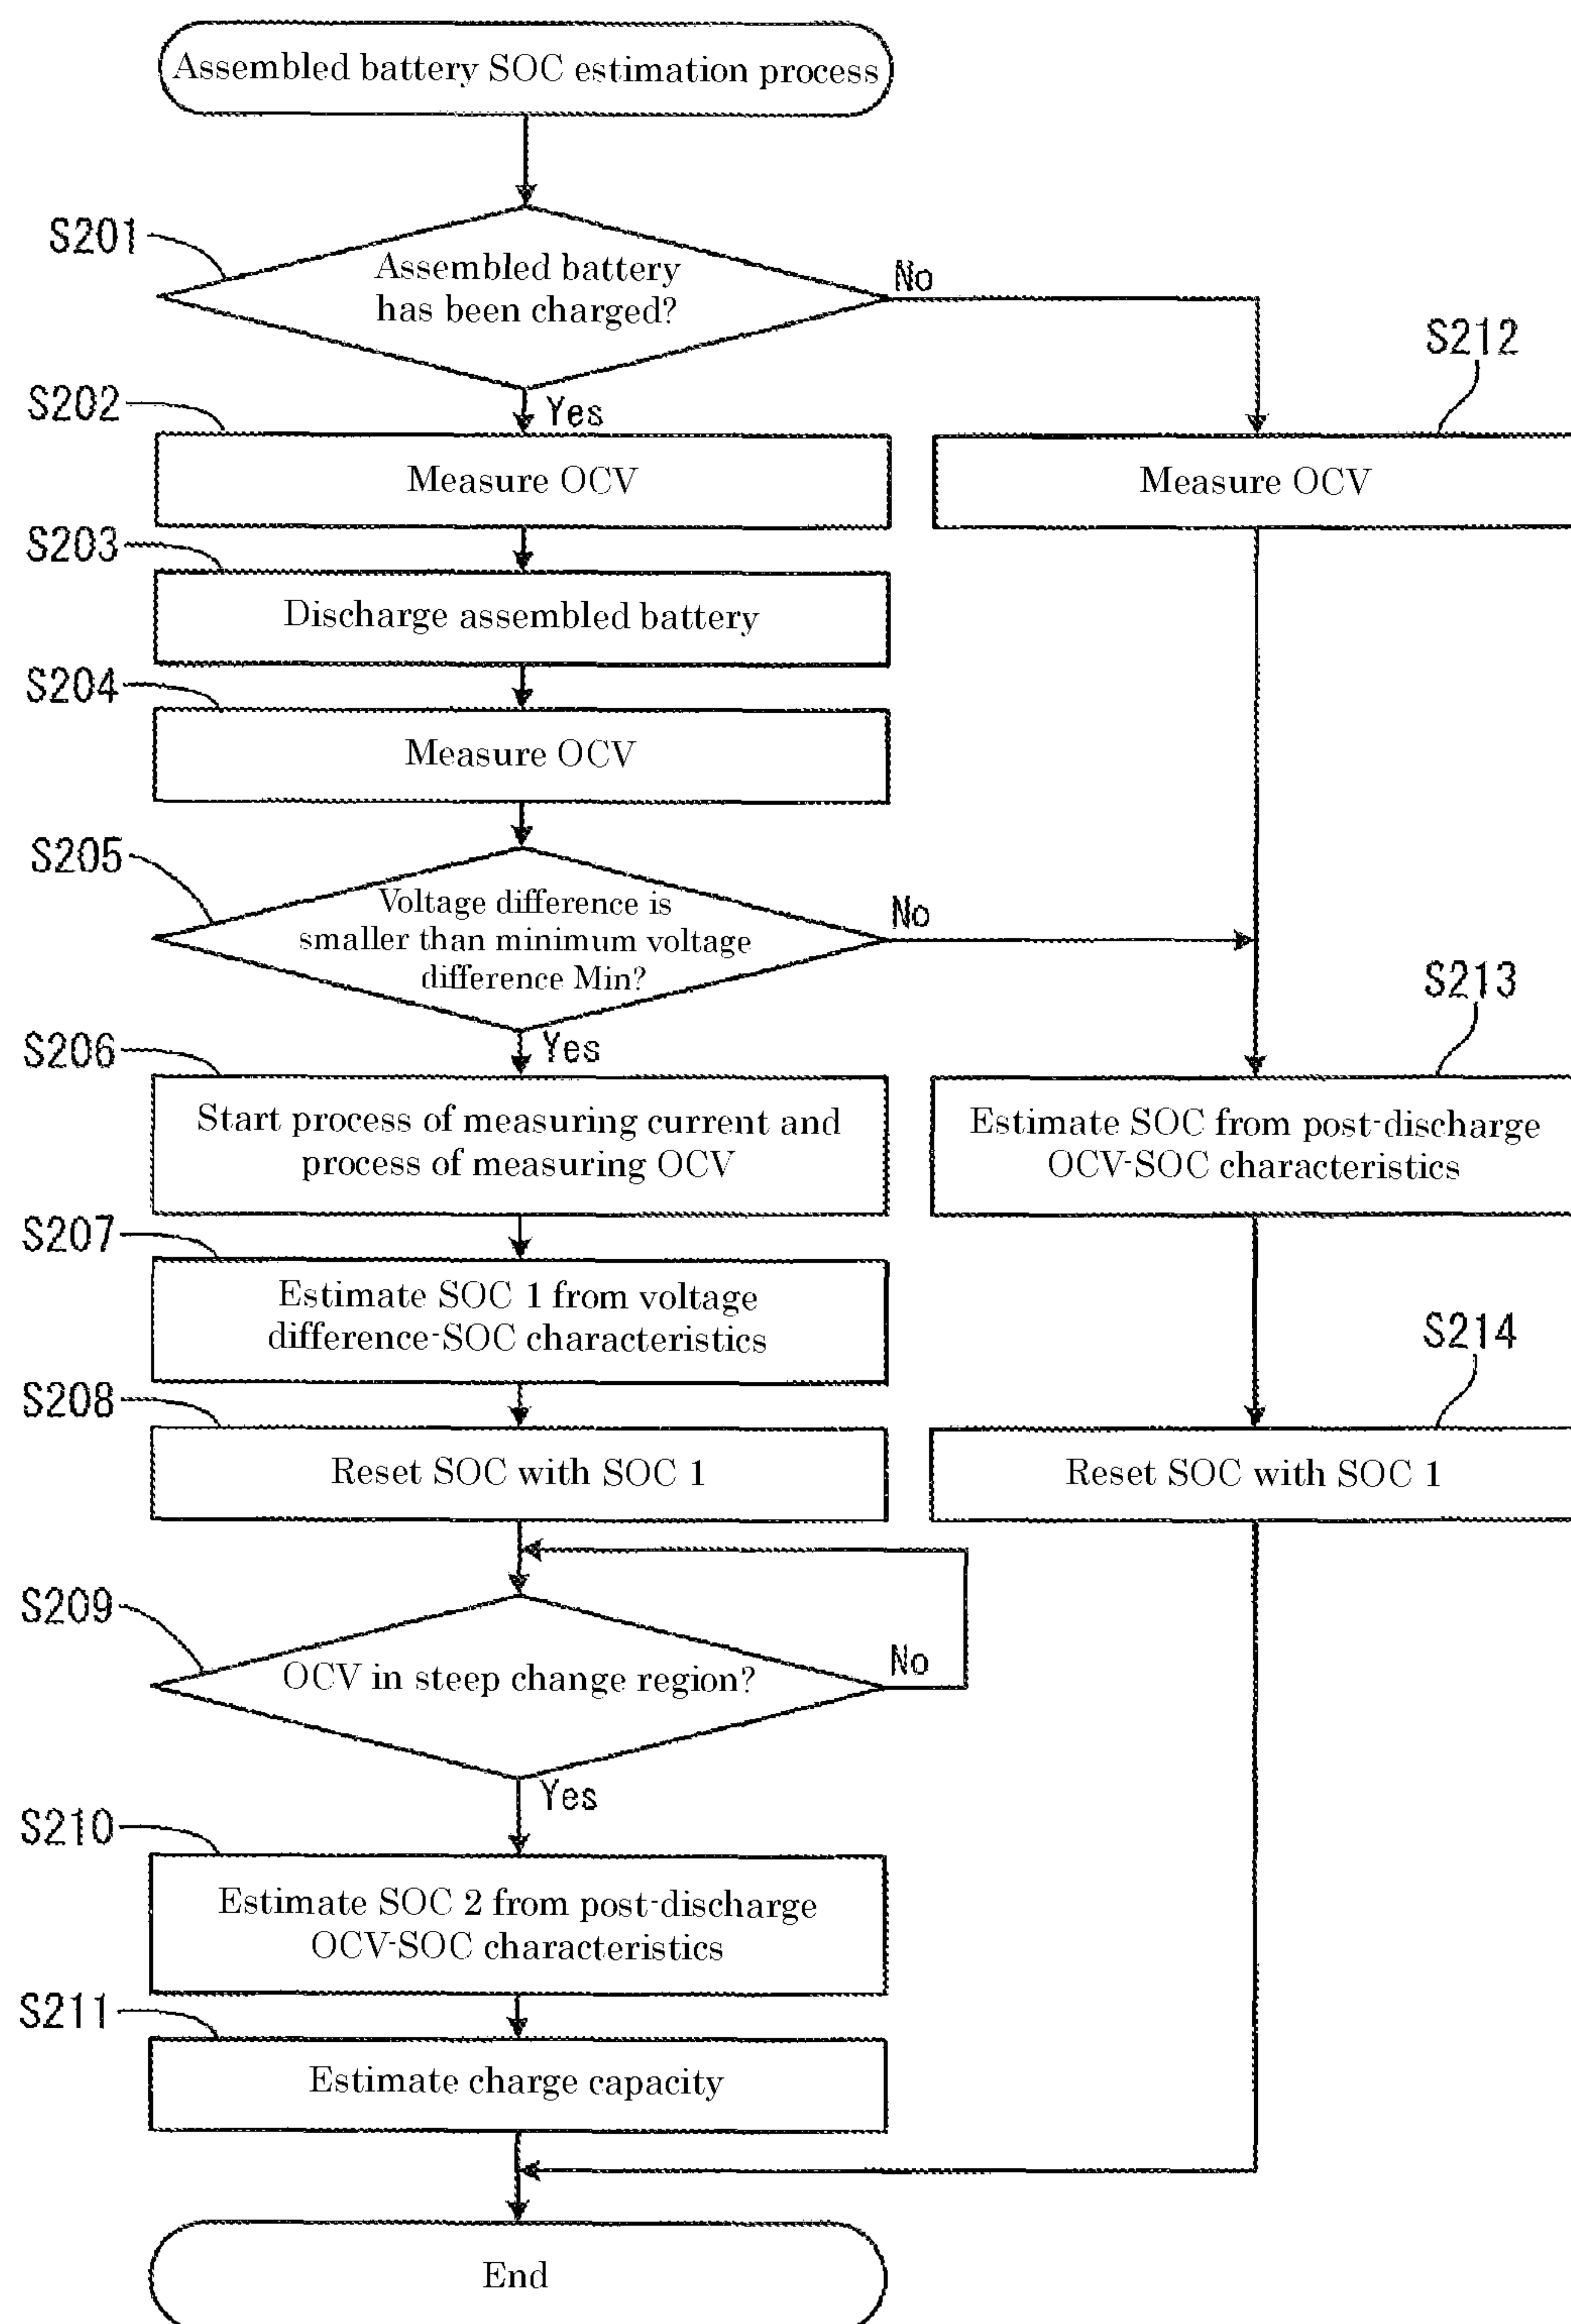 Assembled battery SOC estimation process
S201
Assembled battery
has been charged?
No
Yes
S212
S202
Measure OCV
Measure OCV
S203
Discharge assembled battery
S204
Measure OCV
S205
Voltage difference is
smaller than minimum voltage
difference Min?
No
Yes
S213
S206
Start process of measuring current and
process of measuring OCV
Estimate SOC from post-discharge
OCV-SOC characteristics
S207
Estimate SOC 1 from voltage
difference-SOC characteristics
S214
S208
Reset SOC with SOC 1
Reset SOC with SOC 1
S209
OCV in steep change region?
No
Yes
S210
Estimate SOC 2 from post-discharge
OCV-SOC characteristics
S211
Estimate charge capacity
End